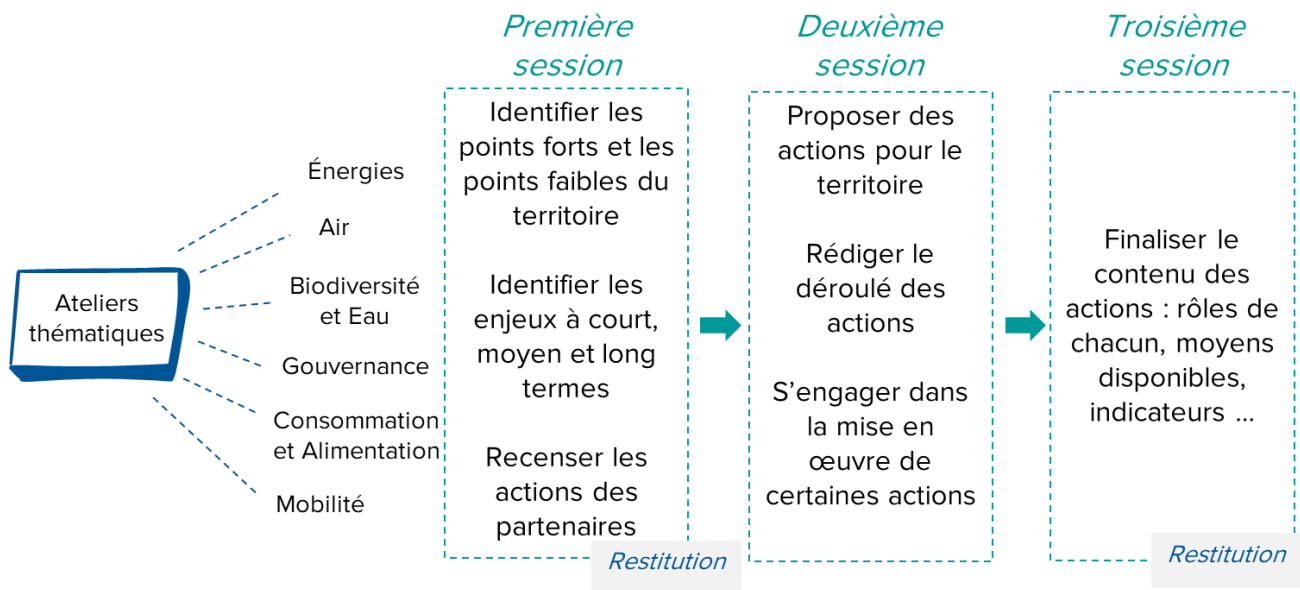 Ateliers
thématiques
Énergies
Air
Biodiversité
et Eau
Gouvernance
Consommation
et Alimentation
Mobilité
Première
session
Identifier les
points forts et les
points faibles du
territoire
Identifier les
enjeux à court,
moyen et long
termes
Recenser les
actions des
partenaires
Restitution
Deuxième
session
Proposer des
actions pour le
territoire
Rédiger le
déroulé des
actions
S’engager dans
la mise en
œuvre de
certaines actions
Troisième
session
Finaliser le
contenu des
actions : rôles de
chacun, moyens
disponibles,
indicateurs ...
Restitution